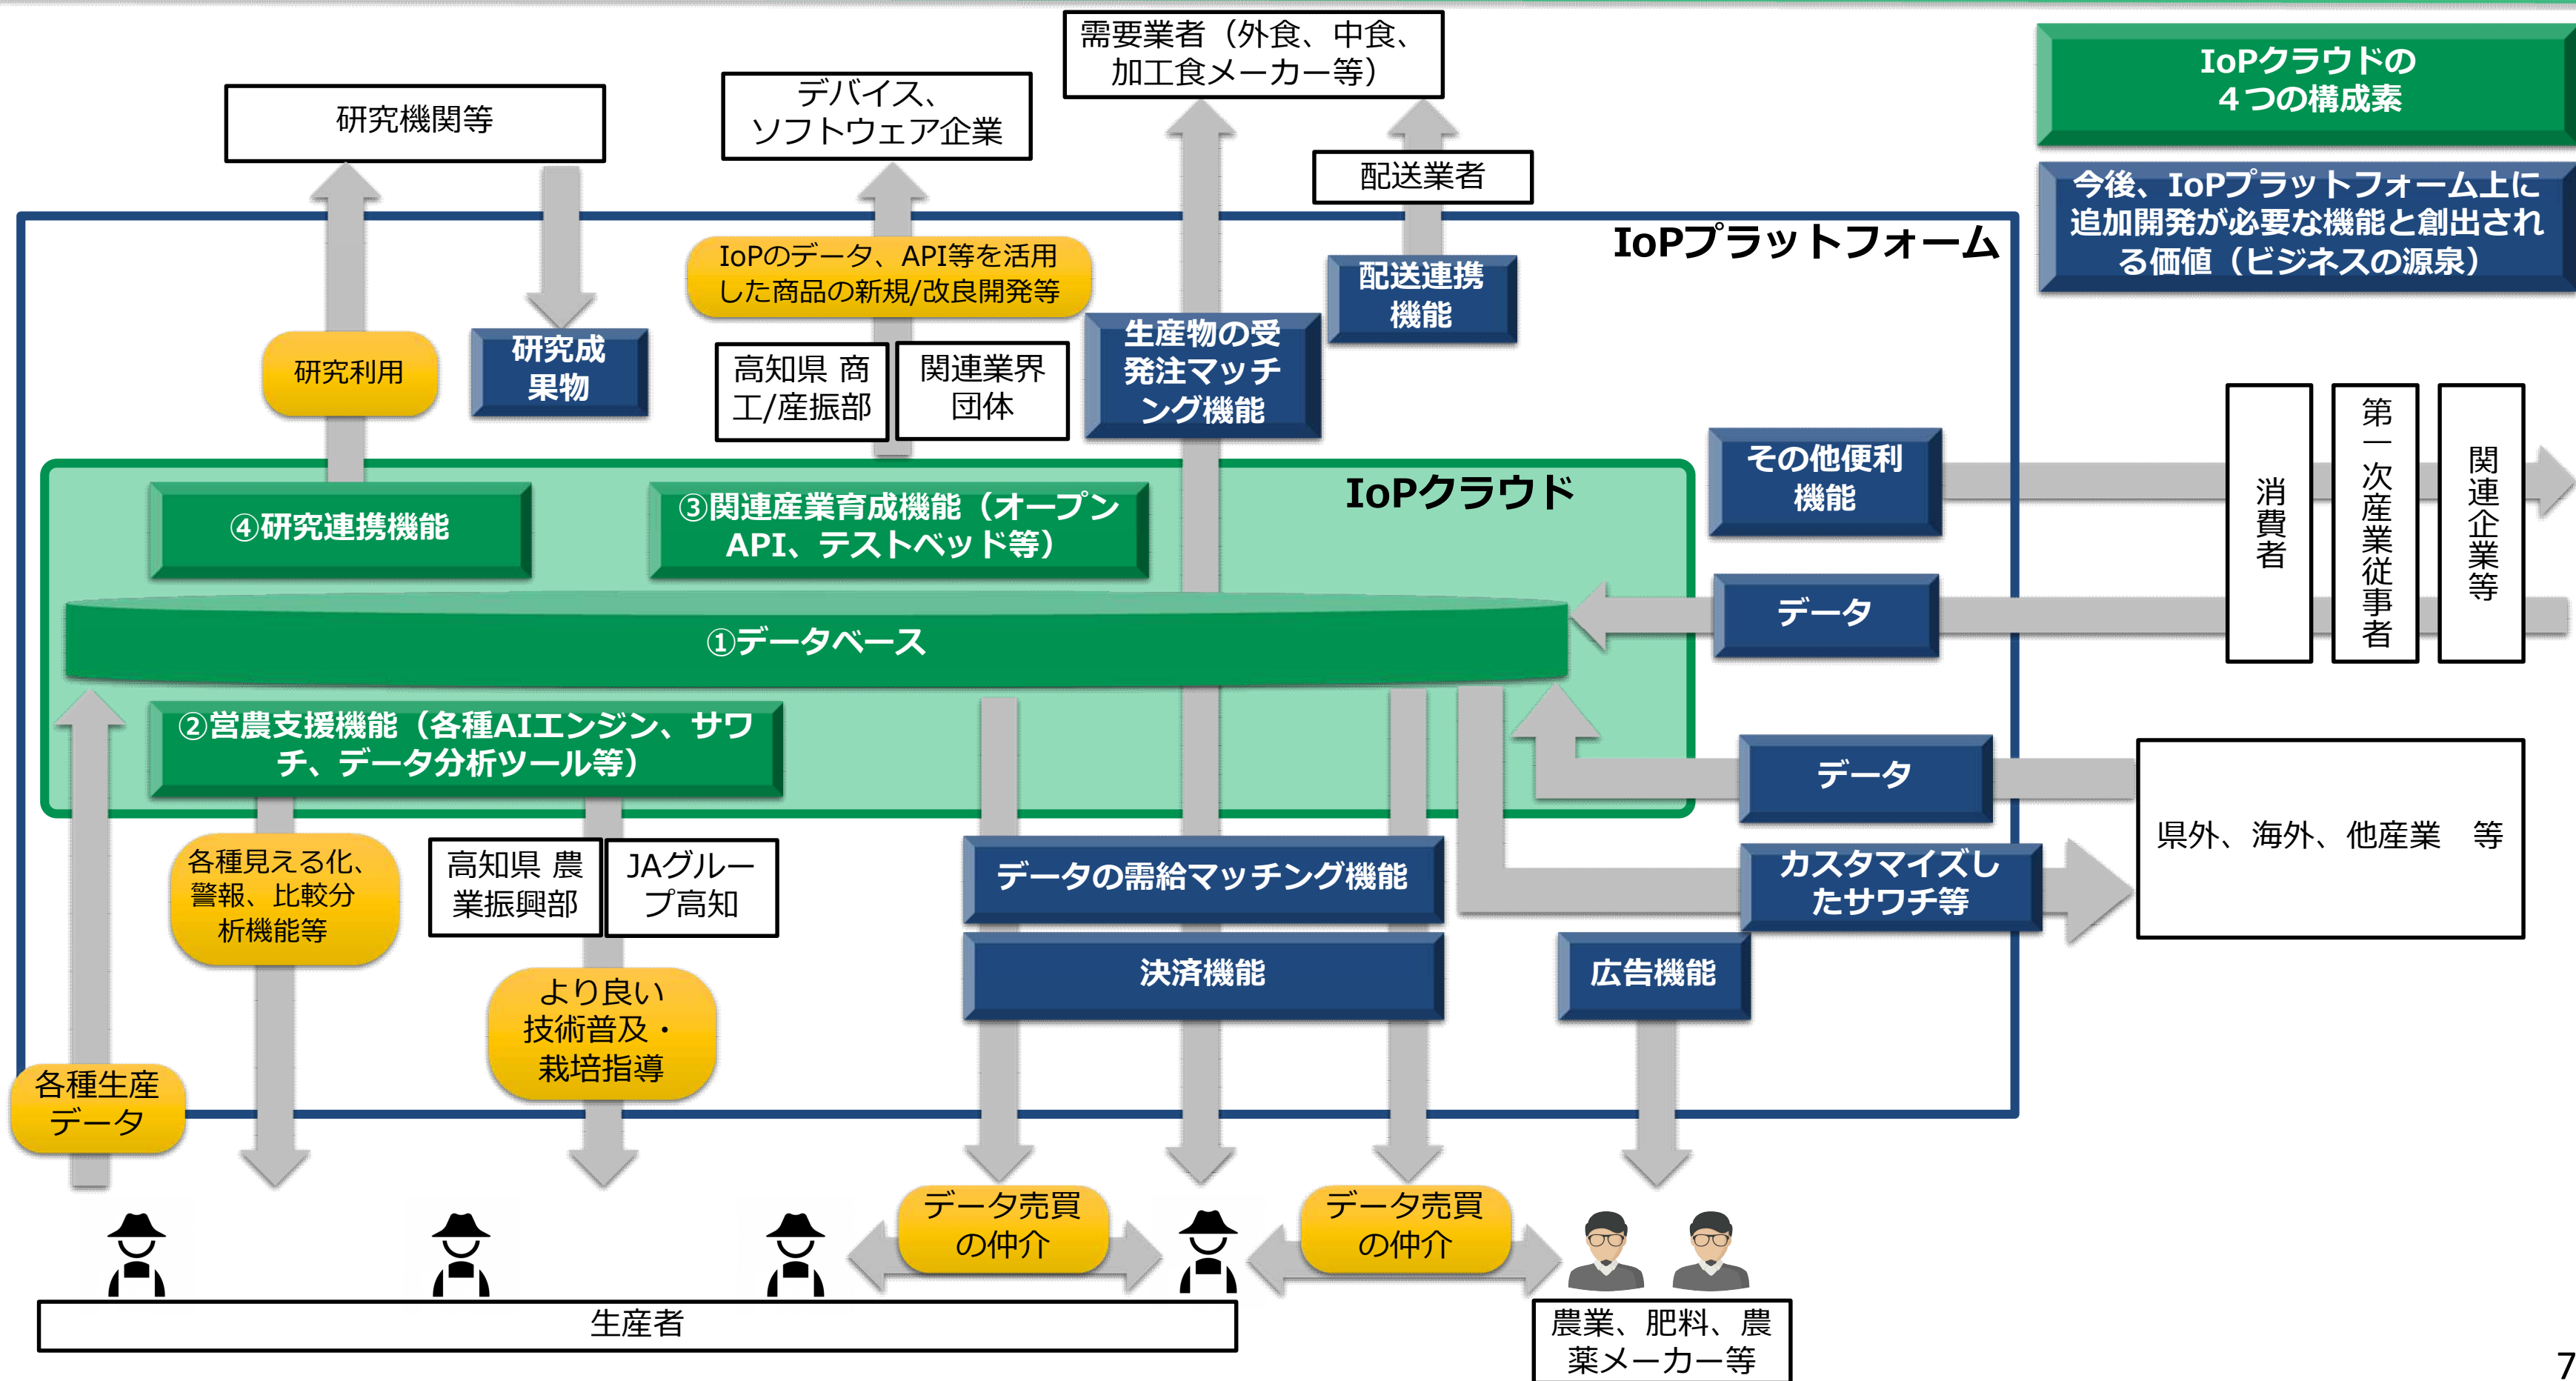 需要業者（外食、中食、
加工食メーカー等）
IoPクラウドの
４つの構成素
研究機関等
デバイス、
ソフトウェア企業
配送業者
今後、IoPプラットフォーム上に
追加開発が必要な機能と創出され
る価値（ビジネスの源泉）
IoPプラットフォーム
IoPのデータ、API等を活用
した商品の新規/改良開発等
配送連携
機能
研究利用
研究成
果物
高知県 商
工/産振部
関連業界
団体
生産物の受
発注マッチ
ング機能
その他便利
機能
消費者
第一次産業従事者
関連企業等
IoPクラウド
④研究連携機能
③関連産業育成機能（オープン
API、テストベッド等）
データ
①データベース
②営農支援機能（各種AIエンジン、サワ
チ、データ分析ツール等）
データ
県外、海外、他産業　等
各種見える化、
警報、比較分
析機能等
高知県 農
業振興部
JAグルー
プ高知
データの需給マッチング機能
カスタマイズし
たサワチ等
決済機能
広告機能
より良い
技術普及・
栽培指導
各種生産
データ
データ売買
の仲介
データ売買
の仲介
生産者
農業、肥料、農
薬メーカー等
7